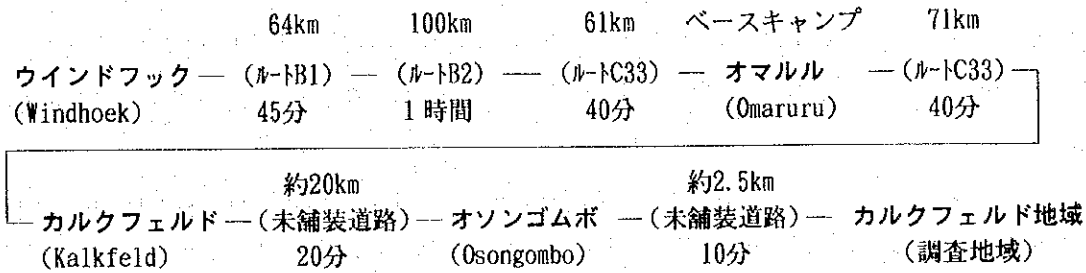 64km 100km 61km ベースキャンプ 71km
ウインドフック — (ルートB1) — (ルートB2) — (ルートC33) — オマルル — (ルートC33)
(Windhoek) 45分 1時間 40分 (Omaruru) 40分
約20km 約2.5km
カルクフェルド — (未舗装道路) — オソンゴムボ — (未舗装道路) — カルクフェルド地域
(Kalkfeld) 20分 (Osongombo) 10分 (調査地域)